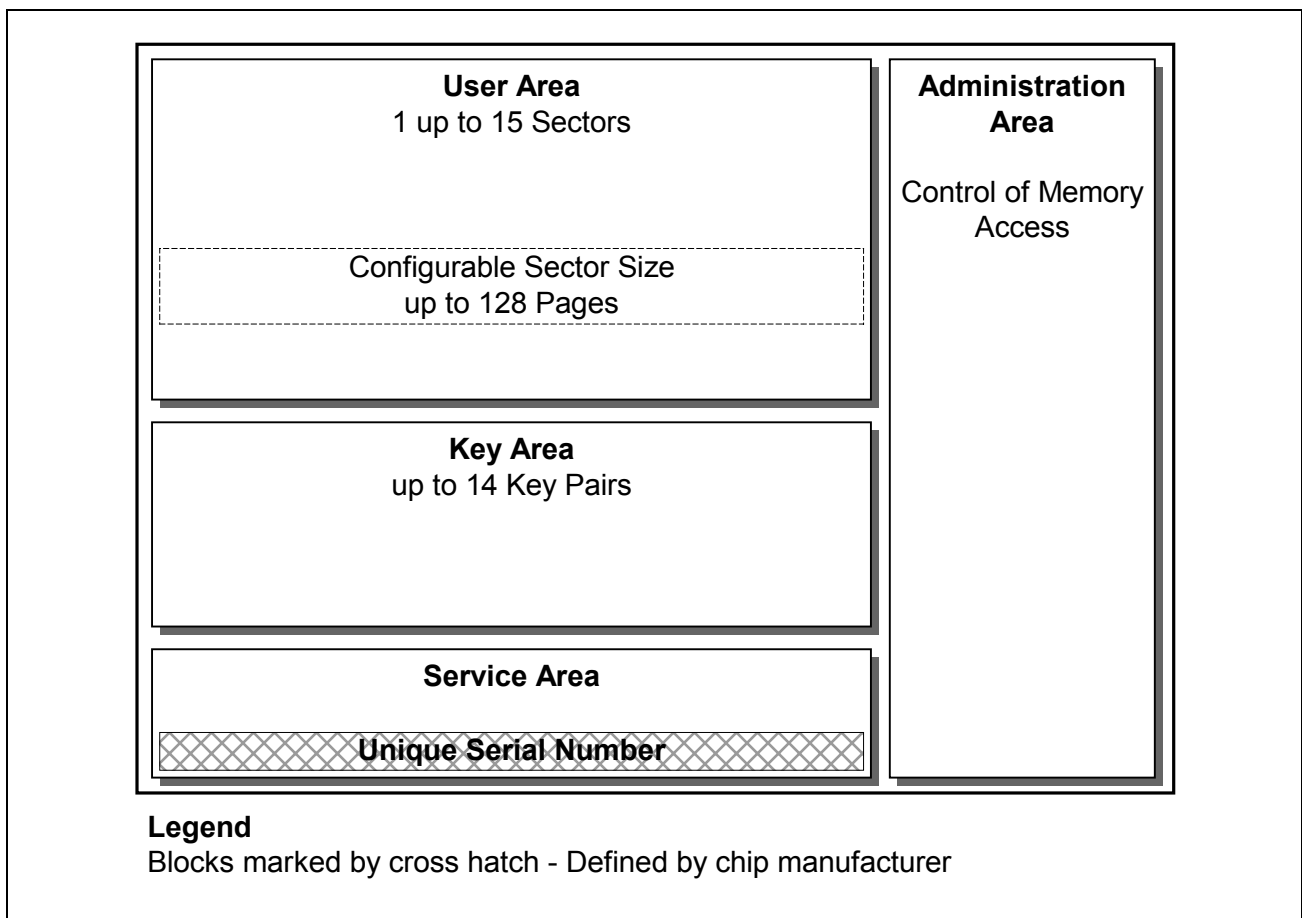 User Area
1 up to 15 Sectors
Configurable Sector Size
up to 128 Pages
Key Area
up to 14 Key Pairs
Service Area
Unique Serial Number
Administration
Area
Control of Memory
Access
Legend
Blocks marked by cross hatch - Defined by chip manufacturer